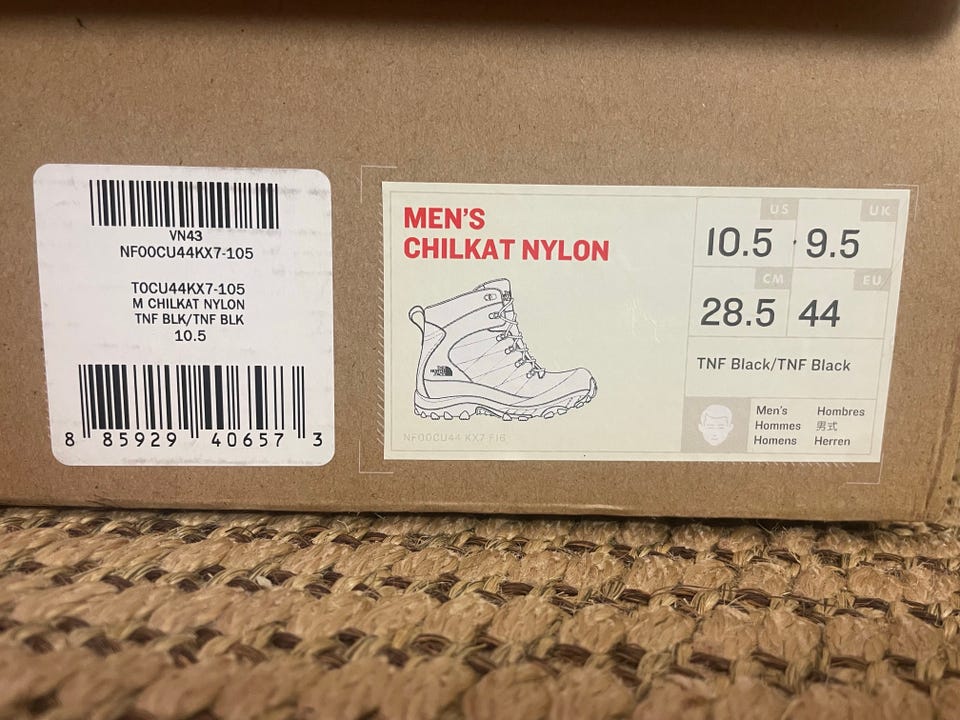 VN43
NF00CU44KX7-105
T0CU44KX7-105
M CHILKAT NYLON
TNF BLK/TNF BLK
10.5
8 85929 40657 3
MEN'S
CHILKAT NYLON
NF00CU44 KX7 F16
US
10.5
UK
9.5
CM
28.5
EU
44
TNF Black/TNF Black
Men's Hombres
Hommes 男式
Homens Herren